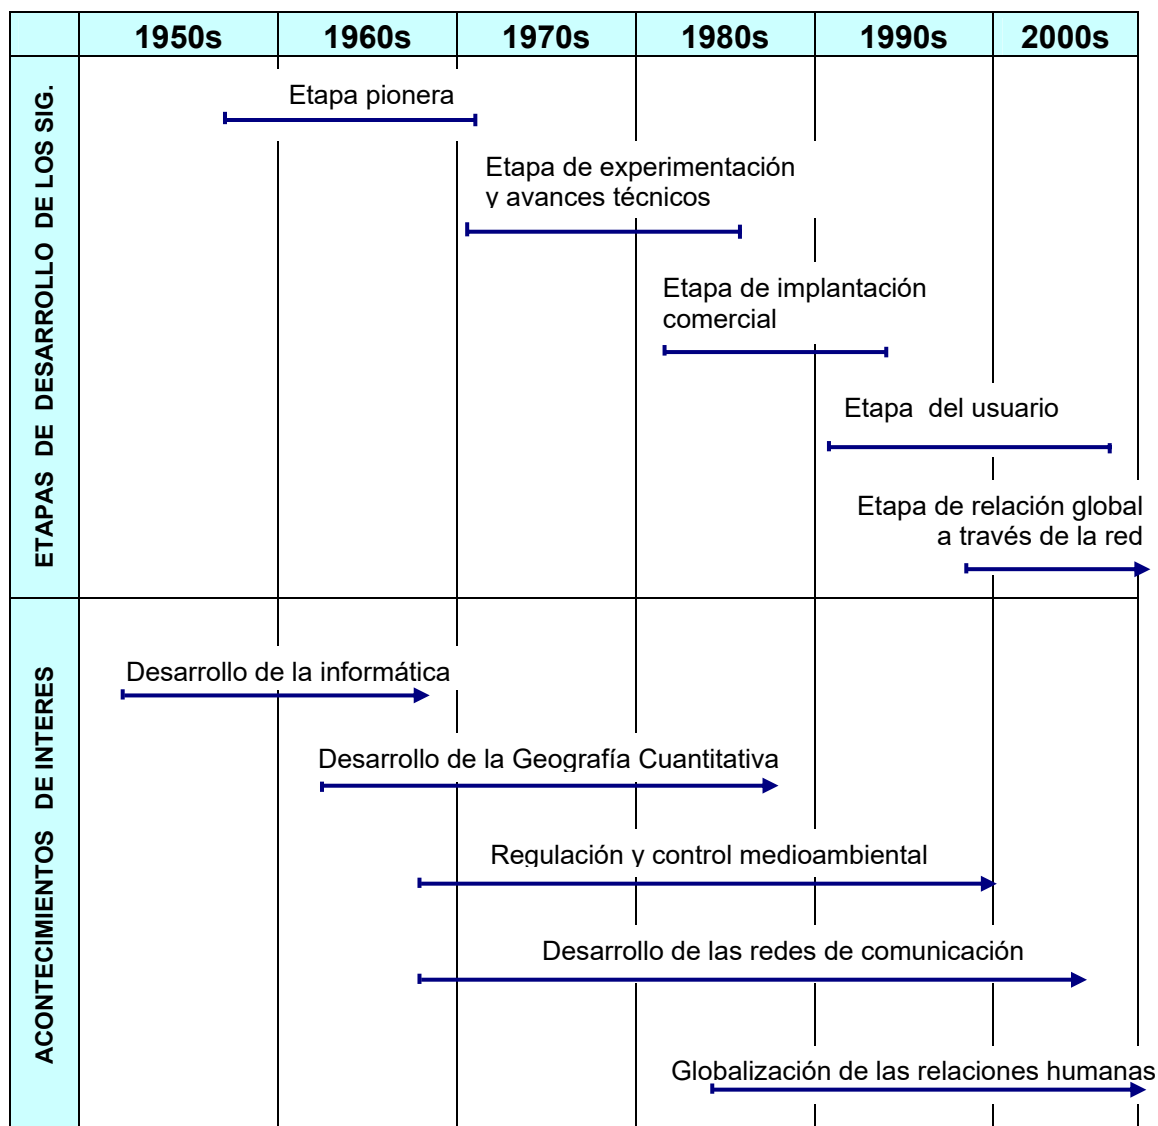 1950s 1960s 1970s 1980s 1990s 2000s
ETAPAS DE DESARROLLO DE LOS SIG.
Etapa pionera
Etapa de experimentación
y avances técnicos
Etapa de implantación
comercial
Etapa del usuario
Etapa de relación global
a través de la red
ACONTECIMIENTOS DE INTERES
Desarrollo de la informática
Desarrollo de la Geografía Cuantitativa
Regulación y control medioambiental
Desarrollo de las redes de comunicación
Globalización de las relaciones humanas